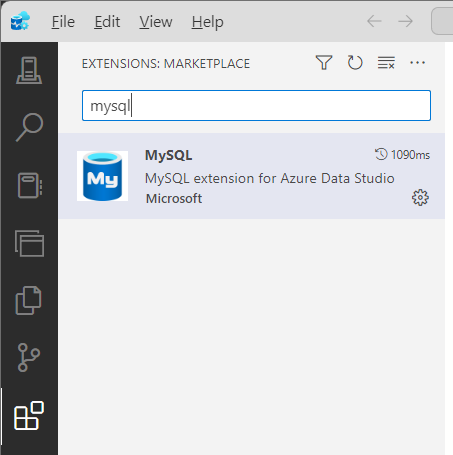 File Edit View Help
EXTENSIONS: MARKETPLACE
mysql
My
MySQL 1090ms
MySQL extension for Azure Data Studio
Microsoft